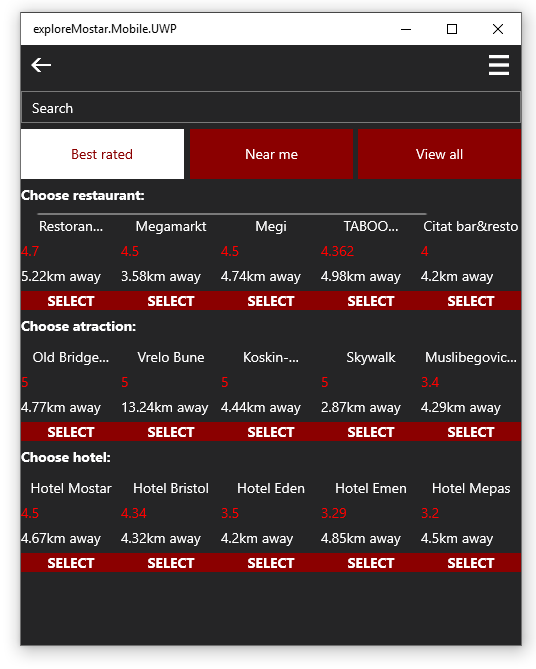 exploreMostar.Mobile.UWP
Search
Best rated Near me View all
Choose restaurant:
Restoran... Megamarkt Megi TABOO... Citat bar&resto
4.7 4.5 4.5 4.362 4
5.22km away 3.58km away 4.74km away 4.98km away 4.2km away
SELECT SELECT SELECT SELECT SELECT
Choose atraction:
Old Bridge... Vrelo Bune Koskin-... Skywalk Muslibegovic...
5 5 5 5 3.4
4.77km away 13.24km away 4.44km away 2.87km away 4.29km away
SELECT SELECT SELECT SELECT SELECT
Choose hotel:
Hotel Mostar Hotel Bristol Hotel Eden Hotel Emen Hotel Mepas
4.5 4.34 3.5 3.29 3.2
4.67km away 4.32km away 4.2km away 4.85km away 4.5km away
SELECT SELECT SELECT SELECT SELECT